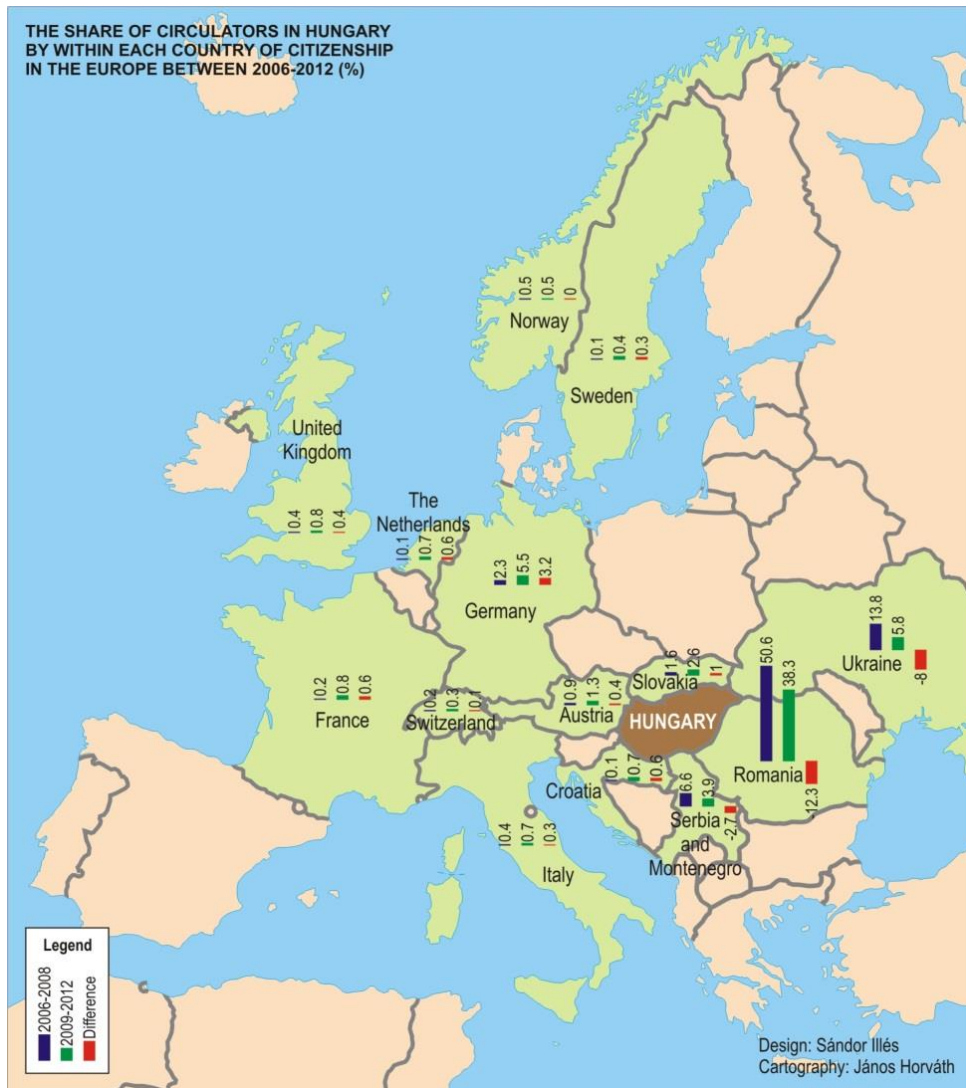 THE SHARE OF CIRCULATORS IN HUNGARY
BY WITHIN EACH COUNTRY OF CITIZENSHIP
IN THE EUROPE BETWEEN 2006-2012 (%)
0.5
0.5
0
Norway
0.1
0.4
0.3
Sweden
United
Kingdom
0.4
0.8
0.4
The
Netherlands
0.1
0.7
0.6
2.3
5.5
3.2
Germany
13.8
5.8
-8
Ukraine
0.2
0.8
0.6
France
0.2
0.3
0.1
Switzerland
0.9
1.3
0.4
Austria
1.6
2.6
1
Slovakia
HUNGARY
50.6
38.3
-12.3
Romania
0.1
0.7
0.6
Croatia
6.6
3.9
-2.7
Serbia
and
Montenegro
0.4
0.7
0.3
Italy
Legend
2006-2008
2009-2012
Difference
Design: Sándor Illés
Cartography: János Horváth